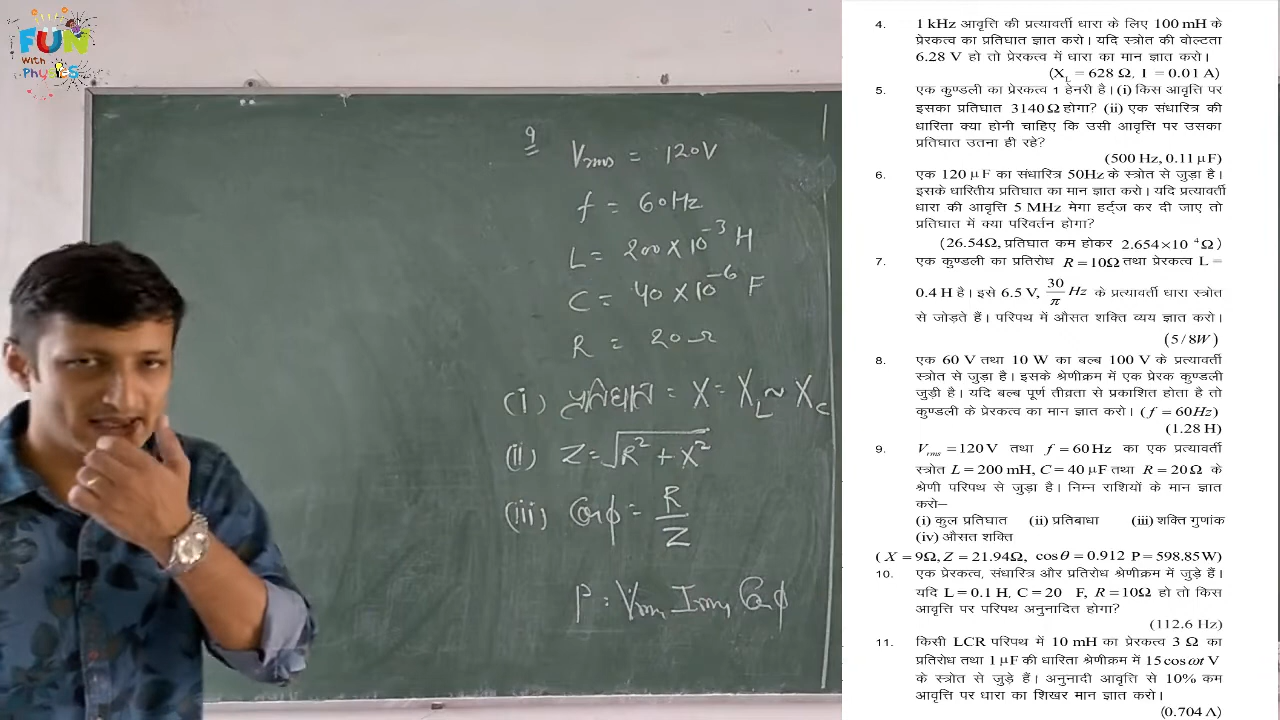 FUN
With
Physics
9
Vrms = 120V
f = 60Hz
L = 200 × 10⁻³ H
C = 40 × 10⁻⁶ F
R = 20 Ω
(i) प्रतिघात = X = X_L ~ X_C
(ii) Z = √R² + X²
(iii) Cosφ = R/Z
P = Vrms Irms Cosφ
4. 1 kHz आवृत्ति की प्रत्यावर्ती धारा के लिए 100 mH के
प्रेरकत्व का प्रतिघात ज्ञात करो। यदि स्त्रोत की वोल्टता
6.28 V हो तो प्रेरकत्व में धारा का मान ज्ञात करो।
(X_L = 628 Ω, I = 0.01 A)
5. एक कुण्डली का प्रेरकत्व 1 हेनरी है। (i) किस आवृत्ति पर
इसका प्रतिघात 3140 Ω होगा? (ii) एक संधारित्र की
धारिता क्या होनी चाहिए कि उसी आवृत्ति पर उसका
प्रतिघात उतना ही रहे?
(500 Hz, 0.11 μF)
6. एक 120 μF का संधारित्र 50Hz के स्त्रोत से जुड़ा है।
इसके धारितीय प्रतिघात का मान ज्ञात करो। यदि प्रत्यावर्ती
धारा की आवृत्ति 5 MHz मेगा हर्ट्ज कर दी जाए तो
प्रतिघात में क्या परिवर्तन होगा?
(26.54Ω, प्रतिघात कम होकर 2.654×10 ⁴Ω)
7. एक कुण्डली का प्रतिरोध R = 10Ω तथा प्रेरकत्व L =
0.4 H है। इसे 6.5 V, 30/π Hz के प्रत्यावर्ती धारा स्त्रोत
से जोड़ते हैं। परिपथ में औसत शक्ति व्यय ज्ञात करो।
(5/8W)
8. एक 60 V तथा 10 W का बल्ब 100 V के प्रत्यावर्ती
स्त्रोत से जुड़ा है। इसके श्रेणीक्रम में एक प्रेरक कुण्डली
जुड़ी है। यदि बल्ब पूर्ण तीव्रता से प्रकाशित होता है तो
कुण्डली के प्रेरकत्व का मान ज्ञात करो। (f = 60Hz)
(1.28 H)
9. V_rms = 120 V तथा f = 60 Hz का एक प्रत्यावर्ती
स्त्रोत L = 200 mH, C = 40 μF तथा R = 20 Ω के
श्रेणी परिपथ से जुड़ा है। निम्न राशियों के मान ज्ञात
करो–
(i) कुल प्रतिघात (ii) प्रतिबाधा (iii) शक्ति गुणांक
(iv) औसत शक्ति
(X = 9Ω, Z = 21.94Ω, cosθ = 0.912 P = 598.85W)
10. एक प्रेरकत्व, संधारित्र और प्रतिरोध श्रेणीक्रम में जुड़े हैं।
यदि L = 0.1 H, C = 20 F, R = 10Ω हो तो किस
आवृत्ति पर परिपथ अनुनादित होगा?
(112.6 Hz)
11. किसी LCR परिपथ में 10 mH का प्रेरकत्व 3 Ω का
प्रतिरोध तथा 1 μF की धारिता श्रेणीक्रम में 15 cos ωt V
के स्त्रोत से जुड़े हैं। अनुनादी आवृत्ति से 10% कम
आवृत्ति पर धारा का शिखर मान ज्ञात करो।
(0.704 A)